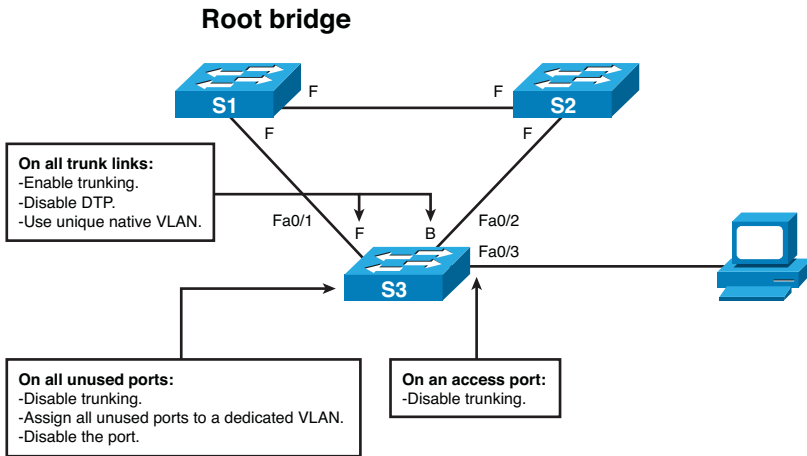 Root bridge
S1
S2
F
F
F
F
On all trunk links:
-Enable trunking.
-Disable DTP.
-Use unique native VLAN.
Fa0/1
F
B
Fa0/2
Fa0/3
S3
On all unused ports:
-Disable trunking.
-Assign all unused ports to a dedicated VLAN.
-Disable the port.
On an access port:
-Disable trunking.